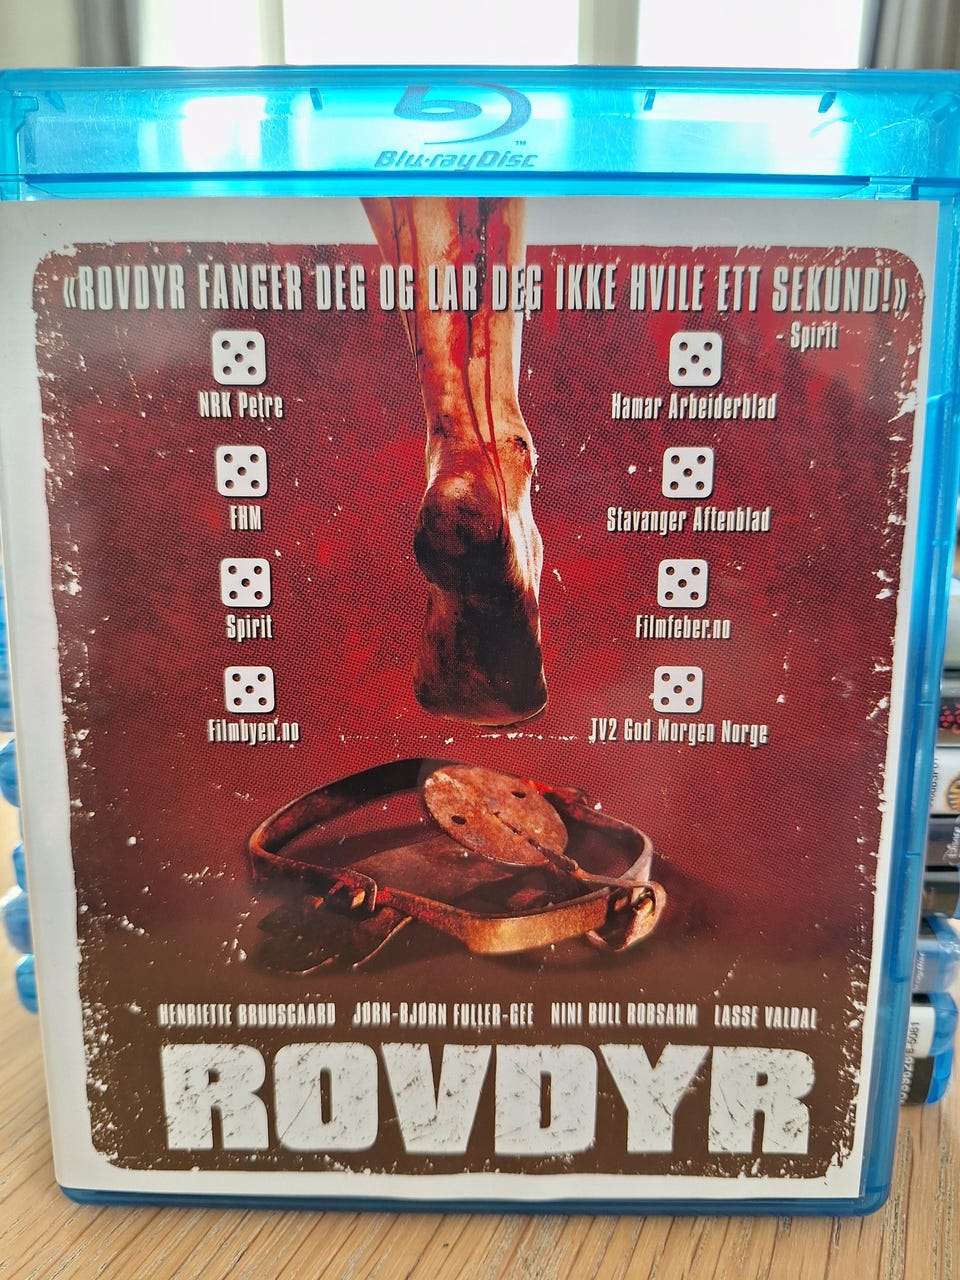 Blu-ray Disc™
«ROVDYR FANGER DEG OG LAR DEG IKKE HVILE ETT SEKUND!»
- Spirit
NRK Petre
Hamar Arbeiderblad
FHM
Stavanger Aftenblad
Spirit
Filmfeber.no
Filmbyen.no
TV2 God Morgen Norge
HENRIETTE BRUUSGAARD JØRN-BJØRN FULLER-GEE NINI BULL ROBSAHM LASSE VALDAL
ROVDYR